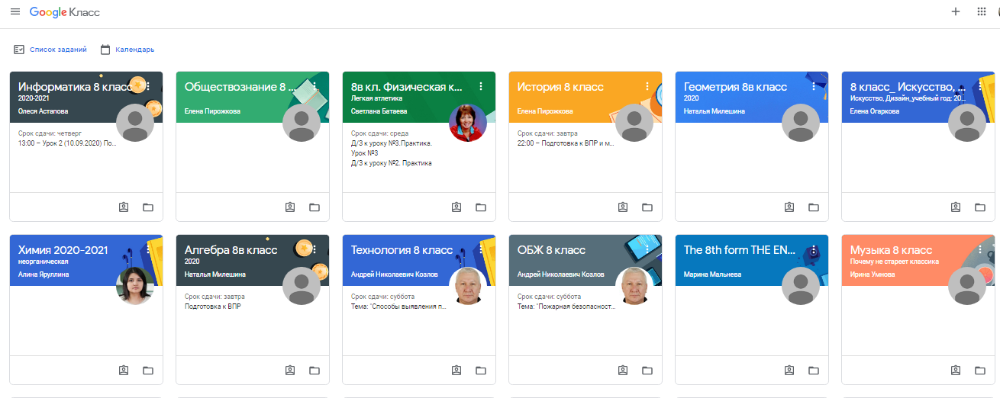 Google Класс
Список заданий Календарь
Информатика 8 класс
2020-2021
Олеся Астапова
Срок сдачи: четверг
13:00 – Урок 2 (10.09.2020) По...
Обществознание 8 ...
Елена Пирожкова
8в кл. Физическая к...
Легкая атлетика
Светлана Батаева
Срок сдачи: среда
Д/З к уроку №3.Практика.
Урок №3
Д/З к уроку №2. Практика
История 8 класс
Елена Пирожкова
Срок сдачи: завтра
22:00 – Подготовка к ВПР и м...
Геометрия 8в класс
2020
Наталья Милешина
8 класс_ Искусство, ...
Искусство, Дизайн_учебный год: 20...
Елена Огаркова
Химия 2020-2021
неорганическая
Алина Яруллина
Алгебра 8в класс
2020
Наталья Милешина
Срок сдачи: завтра
Подготовка к ВПР
Технология 8 класс
Андрей Николаевич Козлов
Срок сдачи: суббота
Тема: "Способы выявления п...
ОБЖ 8 класс
Андрей Николаевич Козлов
Срок сдачи: суббота
Тема: "Пожарная безопасност...
The 8th form THE EN...
Марина Мальнева
Музыка 8 класс
Почему не стареет классика
Ирина Умнова